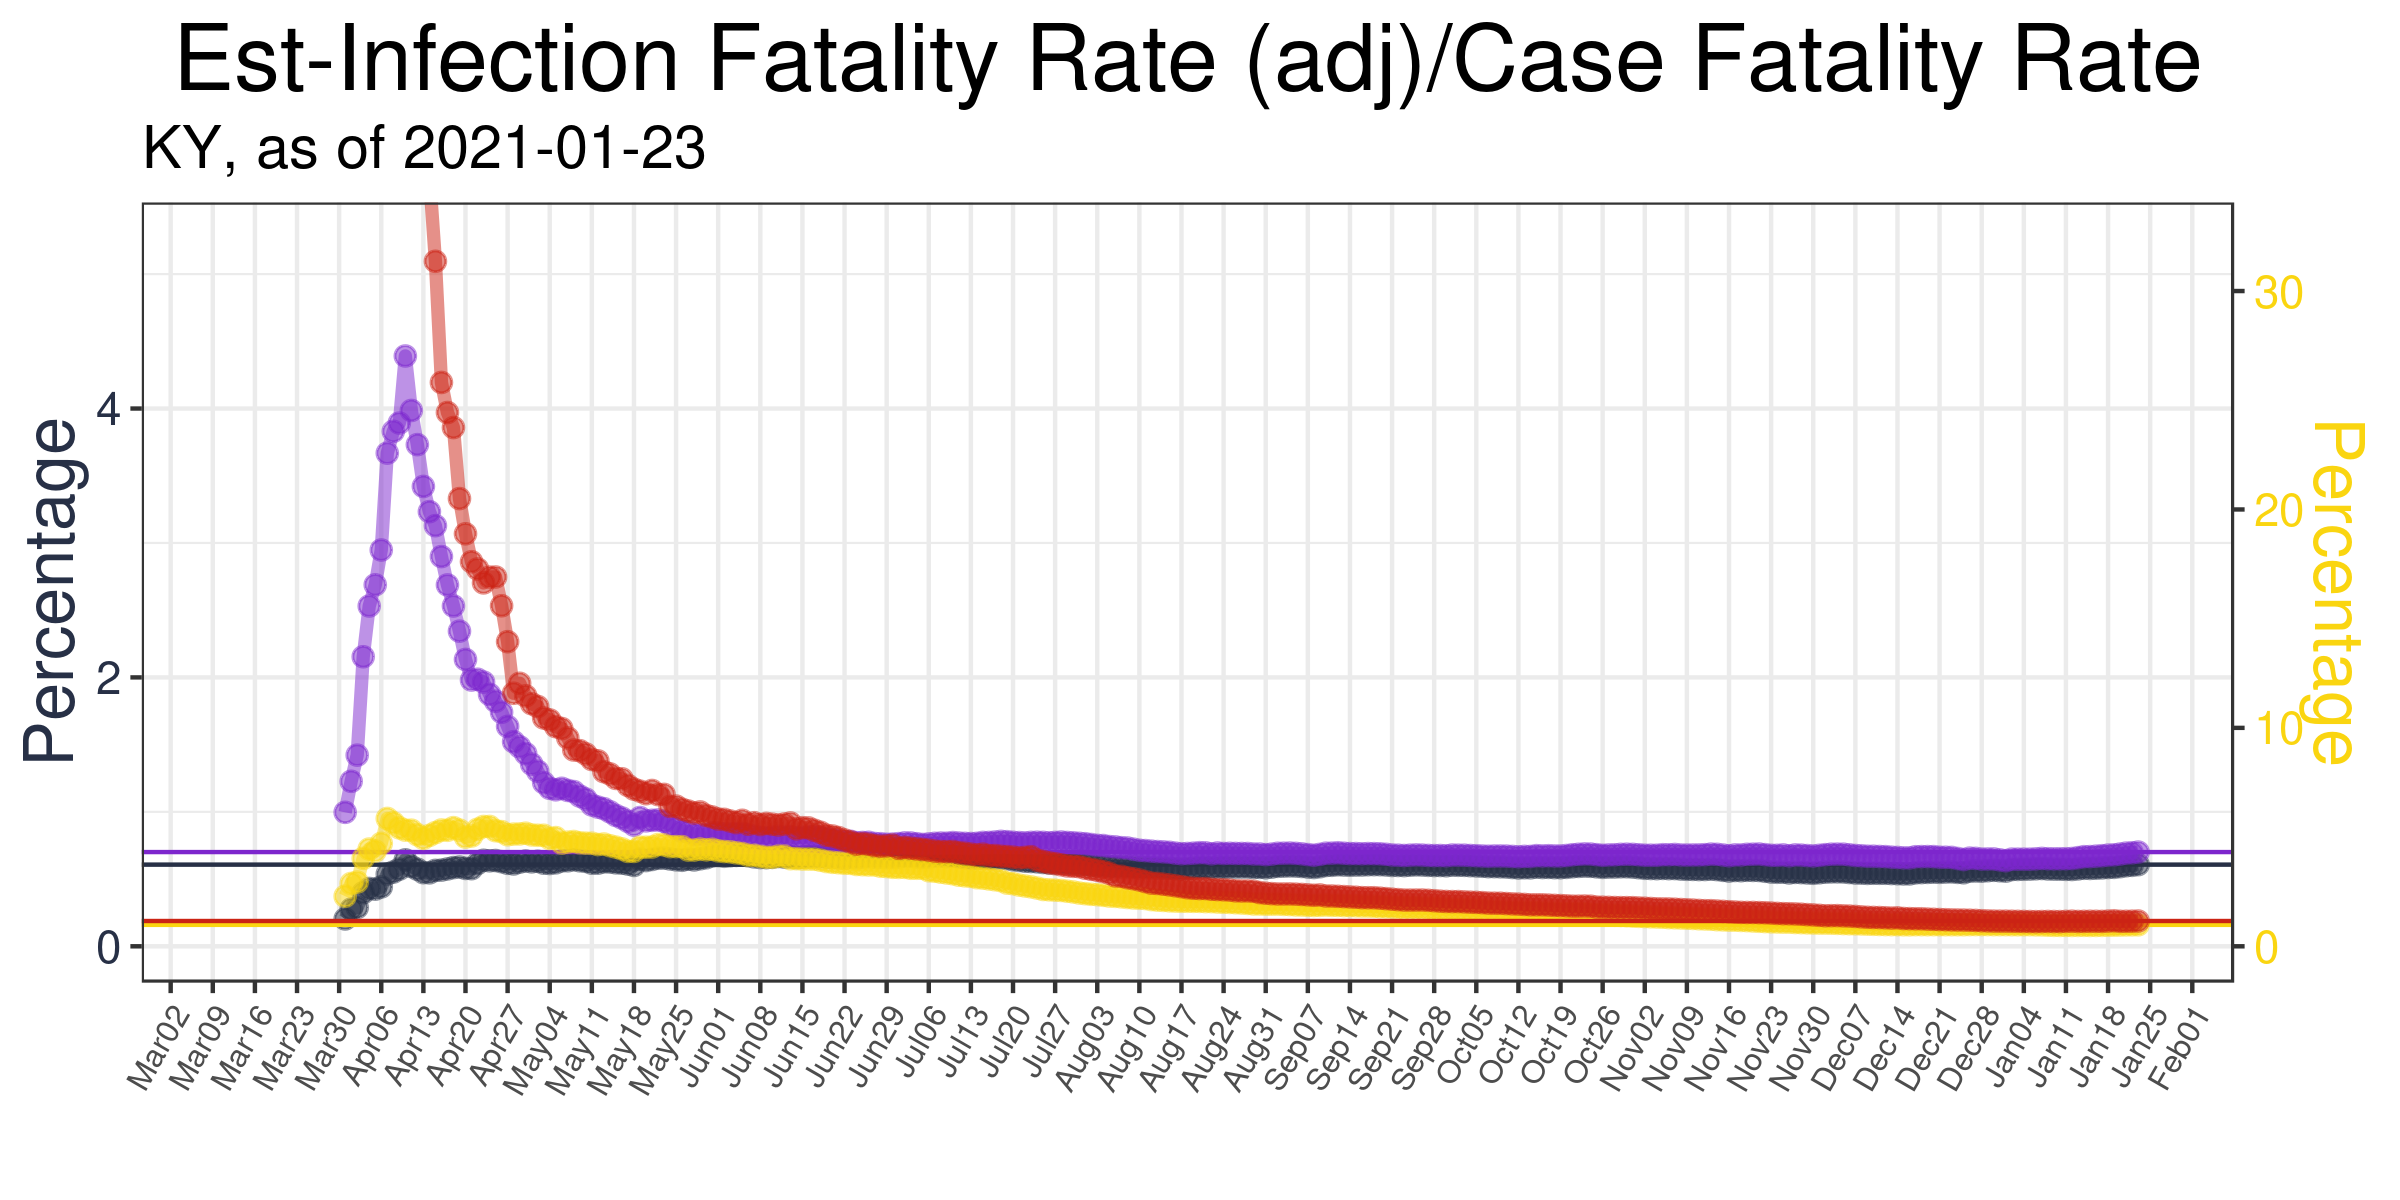 Est-Infection Fatality Rate (adj)/Case Fatality Rate
KY, as of 2021-01-23
Percentage
4
2
0
30
20
10
0
Percentage
Mar02
Mar09
Mar16
Mar23
Mar30
Apr06
Apr13
Apr20
Apr27
May04
May11
May18
May25
Jun01
Jun08
Jun15
Jun22
Jun29
Jul06
Jul13
Jul20
Jul27
Aug03
Aug10
Aug17
Aug24
Aug31
Sep07
Sep14
Sep21
Sep28
Oct05
Oct12
Oct19
Oct26
Nov02
Nov09
Nov16
Nov23
Nov30
Dec07
Dec14
Dec21
Dec28
Jan04
Jan11
Jan18
Jan25
Feb01